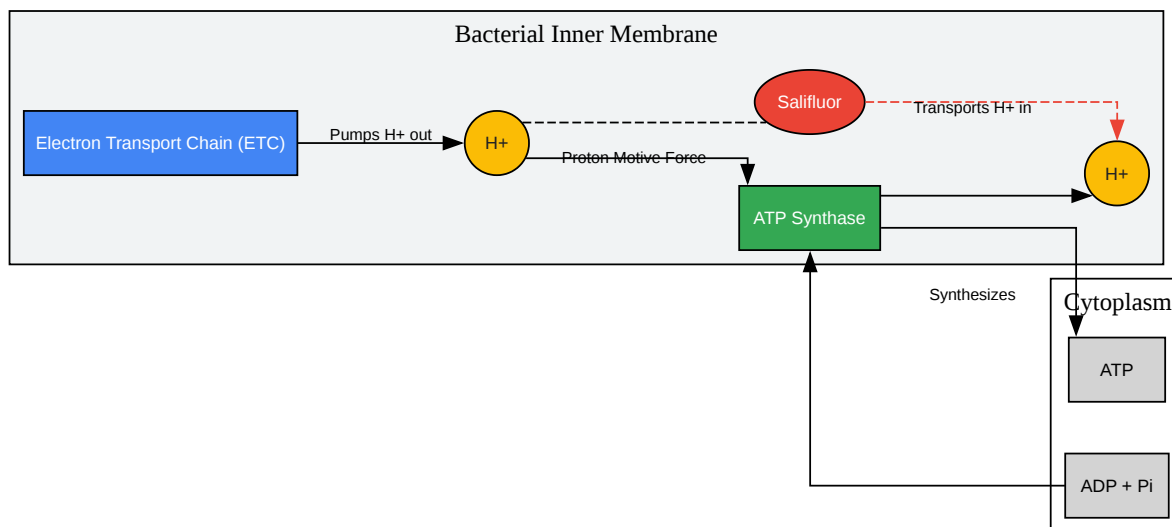 Bacterial Inner Membrane
Salifluor
Transports H+ in
Electron Transport Chain (ETC)
Pumps H+ out
H+
Proton Motive Force
H+
ATP Synthase
Synthesizes
Cytoplasm
ATP
ADP + Pi